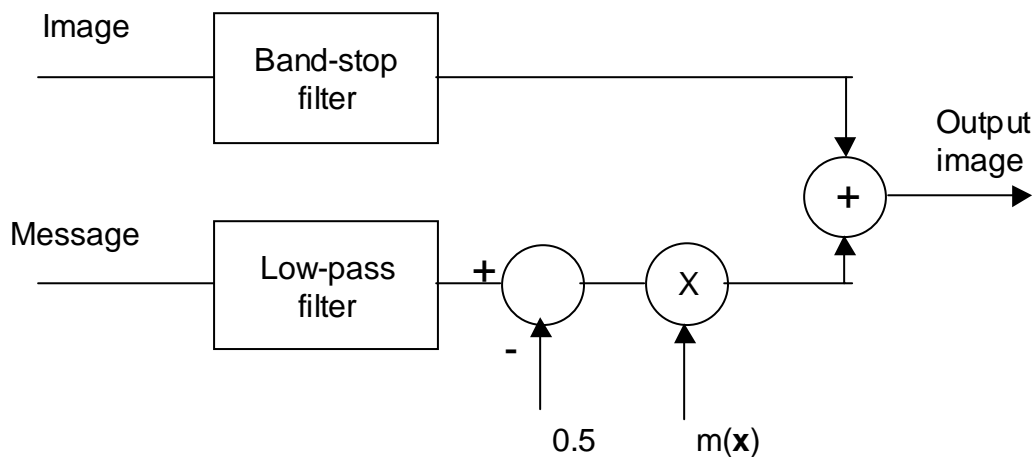 Image
Band-stop
filter
Output
image
+
Message
Low-pass
filter
+
X
-
0.5
m(x)